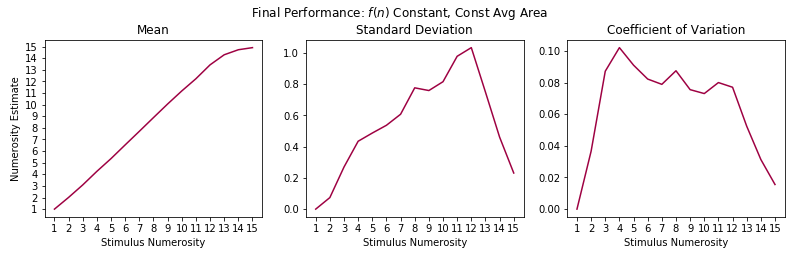 Final Performance: f(n) Constant, Const Avg Area
Mean
Standard Deviation
Coefficient of Variation
Numerosity Estimate
15
14
13
12
11
10
9
8
7
6
5
4
3
2
1
1 2 3 4 5 6 7 8 9 10 11 12 13 14 15
Stimulus Numerosity
1.0
0.8
0.6
0.4
0.2
0.0
1 2 3 4 5 6 7 8 9 10 11 12 13 14 15
Stimulus Numerosity
0.10
0.08
0.06
0.04
0.02
0.00
1 2 3 4 5 6 7 8 9 10 11 12 13 14 15
Stimulus Numerosity